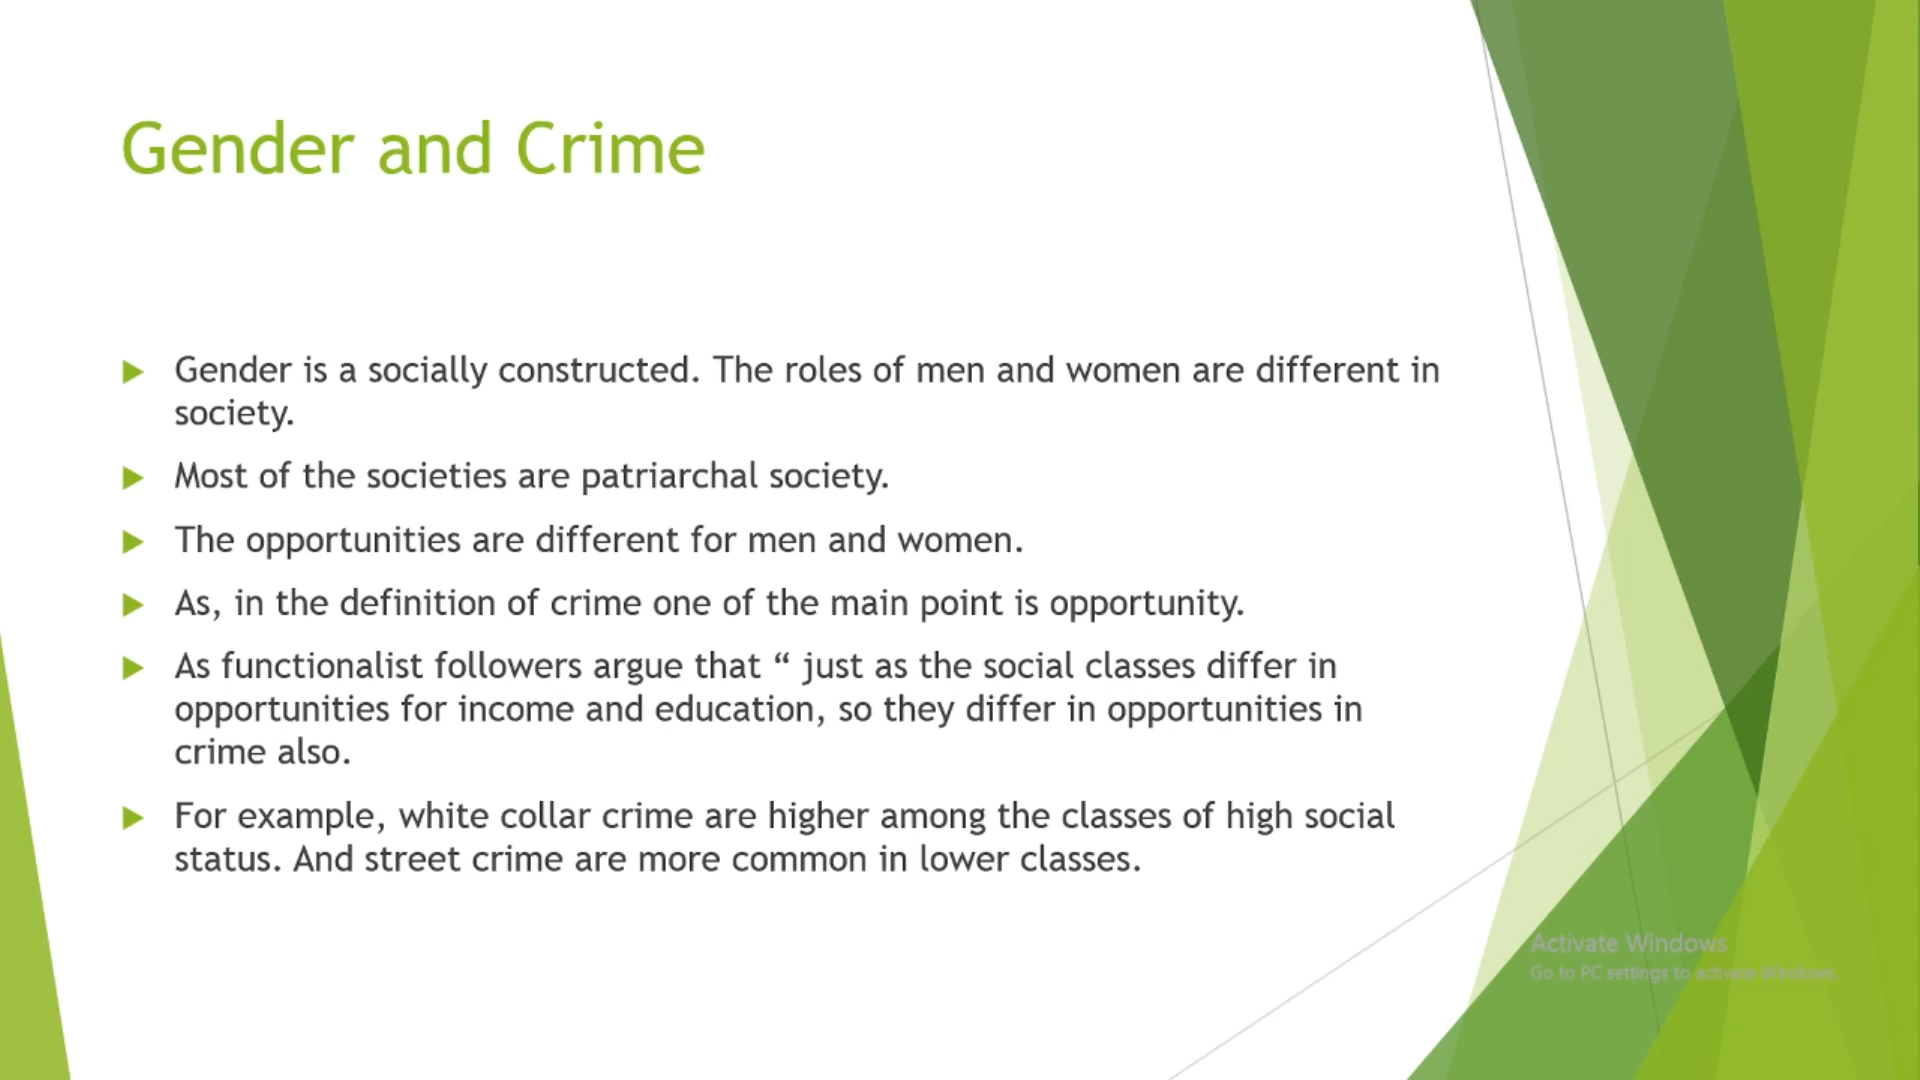 Gender and Crime
Gender is a socially constructed. The roles of men and women are different in
society.
Most of the societies are patriarchal society.
The opportunities are different for men and women.
As, in the definition of crime one of the main point is opportunity.
As functionalist followers argue that “ just as the social classes differ in
opportunities for income and education, so they differ in opportunities in
crime also.
For example, white collar crime are higher among the classes of high social
status. And street crime are more common in lower classes.
Activate Windows
Go to PC settings to activate Windows.